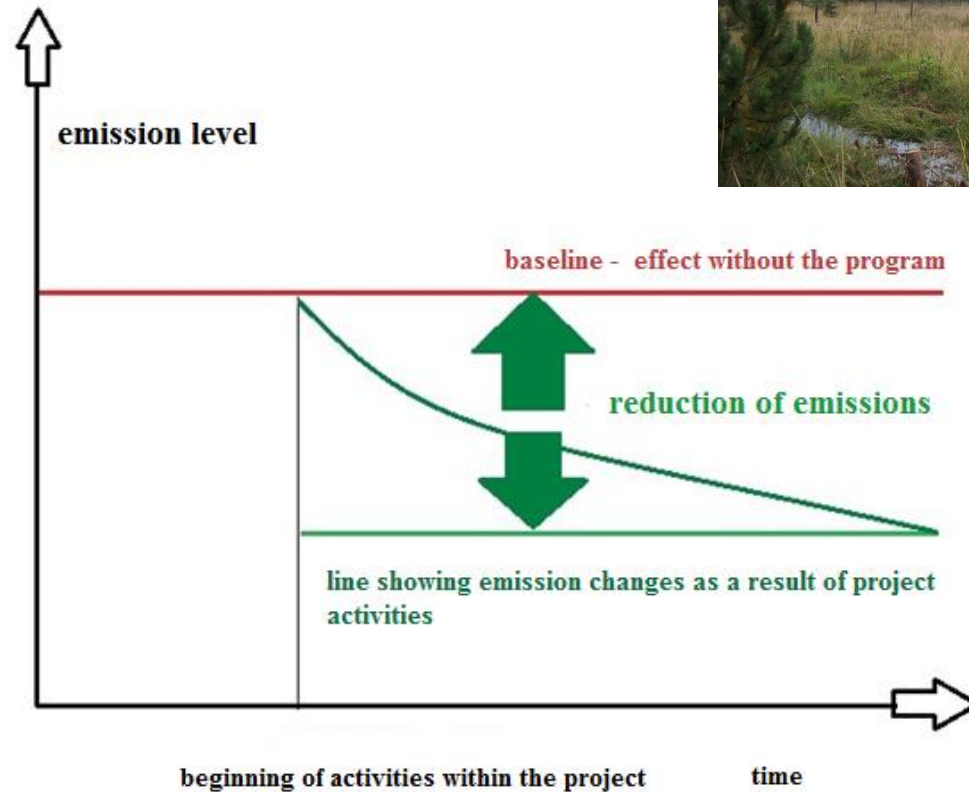 emission level
baseline - effect without the program
reduction of emissions
line showing emission changes as a result of project
activities
beginning of activities within the project
time